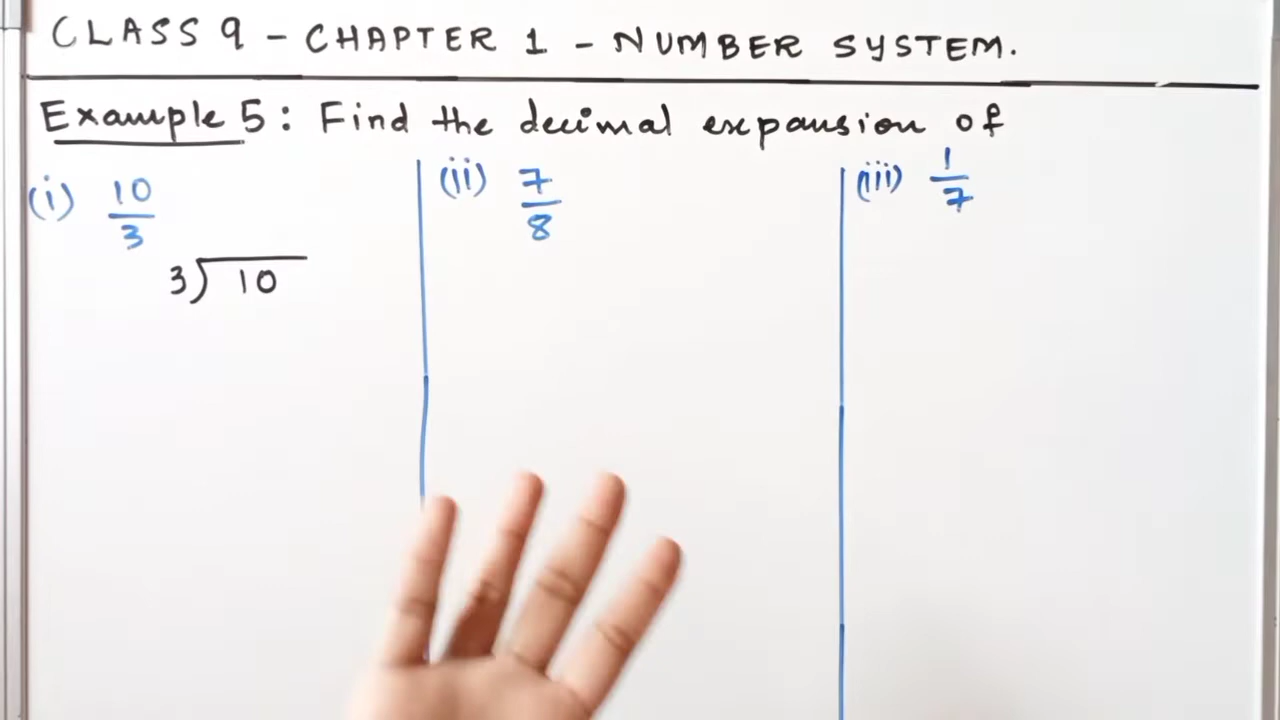 CLASS 9 - CHAPTER 1 - NUMBER SYSTEM.
Example 5: Find the decimal expansion of
(i) 10/3
3) 10
(ii) 7/8
(iii) 1/7